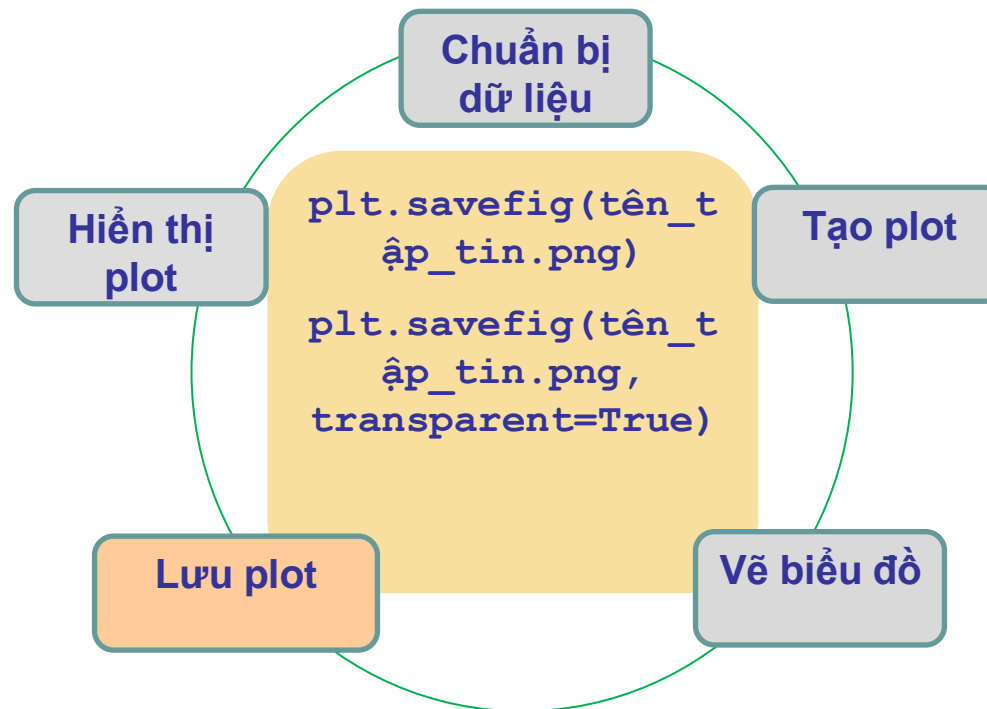 Chuẩn bị
dữ liệu
Hiển thị
plot
plt.savefig(tên_t
ập_tin.png)
plt.savefig(tên_t
ập_tin.png,
transparent=True)
Tạo plot
Lưu plot
Vẽ biểu đồ